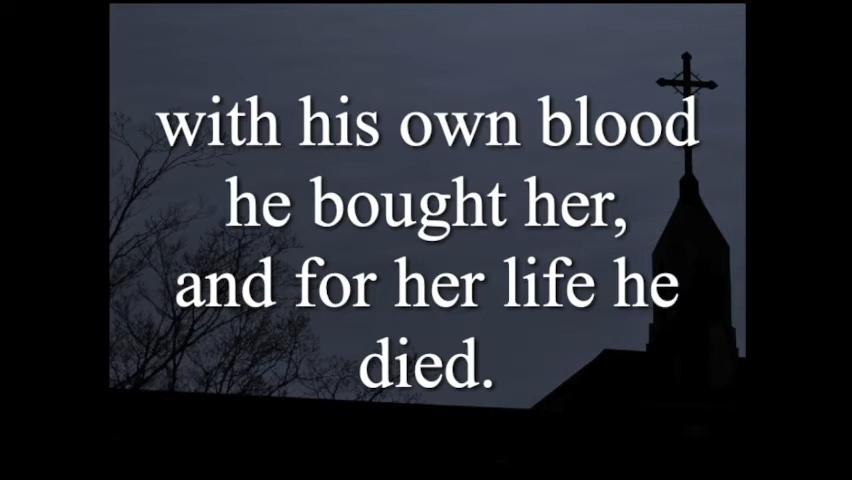 with his own blood
he bought her,
and for her life he
died.